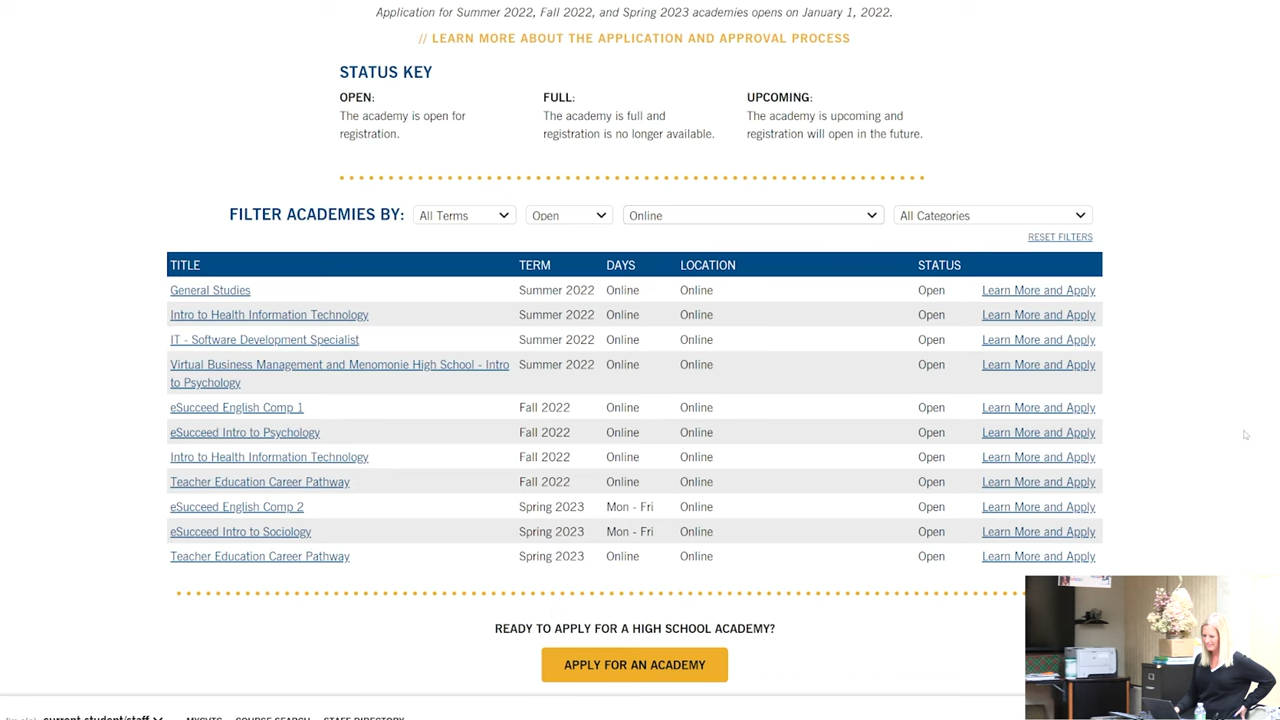 Application for Summer 2022, Fall 2022, and Spring 2023 academies opens on January 1, 2022.
// LEARN MORE ABOUT THE APPLICATION AND APPROVAL PROCESS
STATUS KEY
OPEN: FULL: UPCOMING:
The academy is open for The academy is full and The academy is upcoming and
registration. registration is no longer available. registration will open in the future.
FILTER ACADEMIES BY: All Terms Open Online All Categories
RESET FILTERS
TITLE TERM DAYS LOCATION STATUS
General Studies Summer 2022 Online Online Open Learn More and Apply
Intro to Health Information Technology Summer 2022 Online Online Open Learn More and Apply
IT - Software Development Specialist Summer 2022 Online Online Open Learn More and Apply
Virtual Business Management and Menomonie High School - Intro Summer 2022 Online Online Open Learn More and Apply
to Psychology
eSucceed English Comp 1 Fall 2022 Online Online Open Learn More and Apply
eSucceed Intro to Psychology Fall 2022 Online Online Open Learn More and Apply
Intro to Health Information Technology Fall 2022 Online Online Open Learn More and Apply
Teacher Education Career Pathway Fall 2022 Online Online Open Learn More and Apply
eSucceed English Comp 2 Spring 2023 Mon - Fri Online Open Learn More and Apply
eSucceed Intro to Sociology Spring 2023 Mon - Fri Online Open Learn More and Apply
Teacher Education Career Pathway Spring 2023 Online Online Open Learn More and Apply
READY TO APPLY FOR A HIGH SCHOOL ACADEMY?
APPLY FOR AN ACADEMY
current student/staff MYCVTC COURSE SEARCH STAFF DIRECTORY